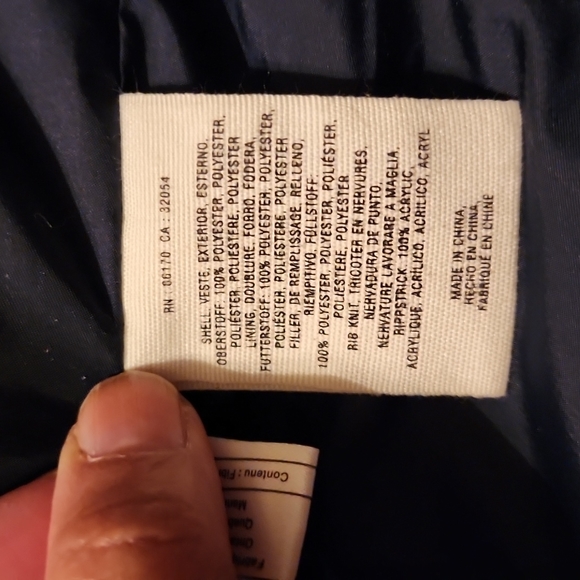 RN : CA : 32054
SHELL, VESTE, EXTERIOR, ESTERNO,
OBERSTOFF: 100% POLYESTER, POLYESTER,
POLIÉSTER, POLIESTERE, POLYESTER
LINING, DOUBLURE, FORRO, FODERA,
FUTTERSTOFF: 100% POLYESTER, POLYESTER,
POLIÉSTER, POLIESTERE, POLYESTER
FILLER, DE REMPLISSAGE, RELLENO,
RIEMPITIVO, FÜLLSTOFF:
100% POLYESTER, POLYESTER, POLIÉSTER,
POLIESTERE, POLYESTER
RIB KNIT, TRICOTER EN NERVURES,
NERVADURA DE PUNTO,
NERVATURE LAVORARE A MAGLIA,
RIPPSTRICK: 100% ACRYLIC,
ACRYLIQUE, ACRÍLICO, ACRILICO, ACRYL
MADE IN CHINA,
HECHO EN CHINA,
FABRIQUÉ EN CHINE
Contenu :